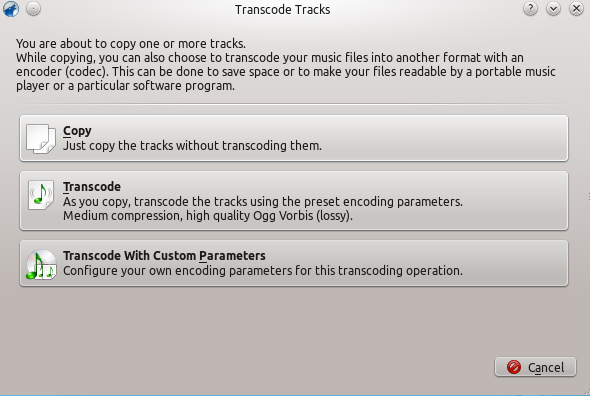 Transcode Tracks
You are about to copy one or more tracks.
While copying, you can also choose to transcode your music files into another format with an
encoder (codec). This can be done to save space or to make your files readable by a portable music
player or a particular software program.
Copy
Just copy the tracks without transcoding them.
Transcode
As you copy, transcode the tracks using the preset encoding parameters.
Medium compression, high quality Ogg Vorbis (lossy).
Transcode With Custom Parameters
Configure your own encoding parameters for this transcoding operation.
Cancel